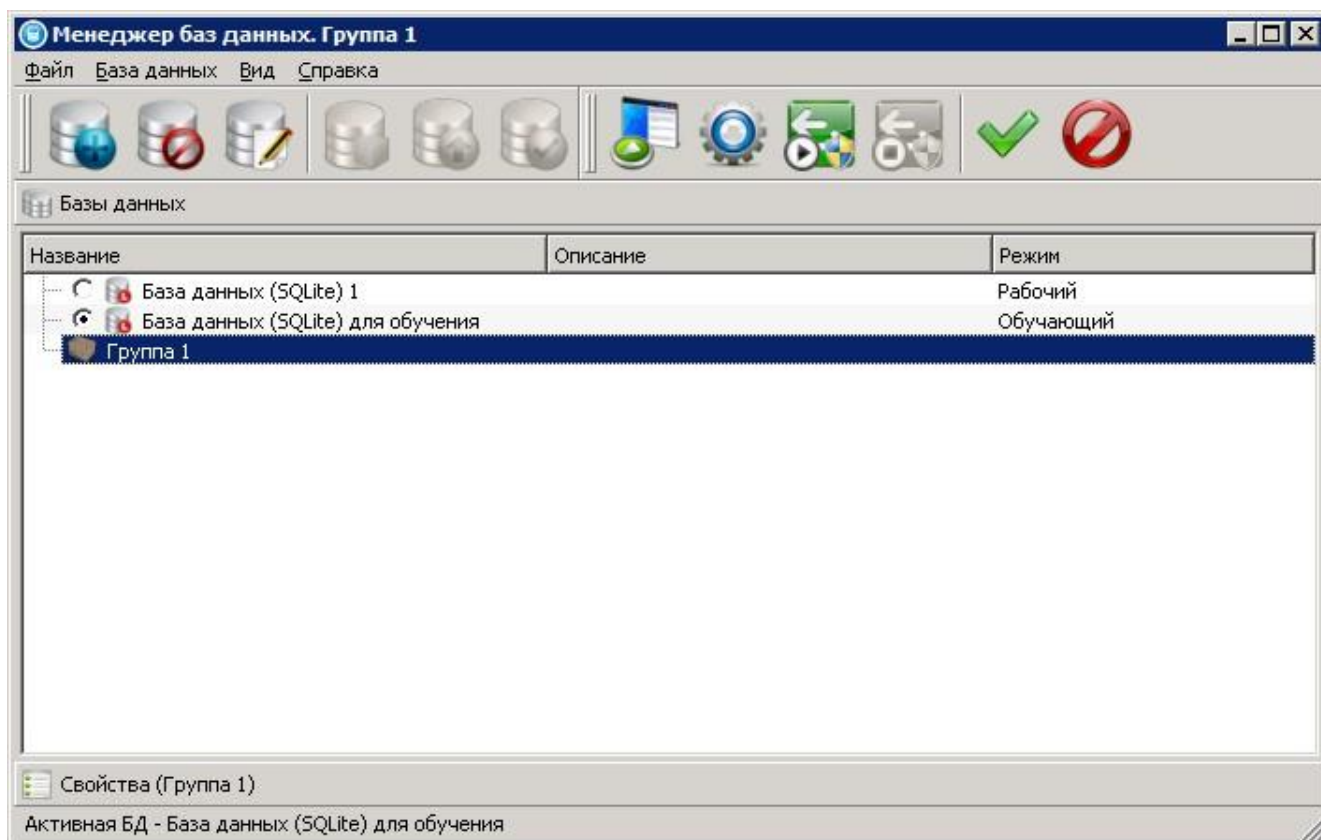 Менеджер баз данных. Группа 1
Файл База данных Вид Справка
Базы данных
Название Описание Режим
База данных (SQLite) 1 Рабочий
База данных (SQLite) для обучения Обучающий
Группа 1
Свойства (Группа 1)
Активная БД - База данных (SQLite) для обучения